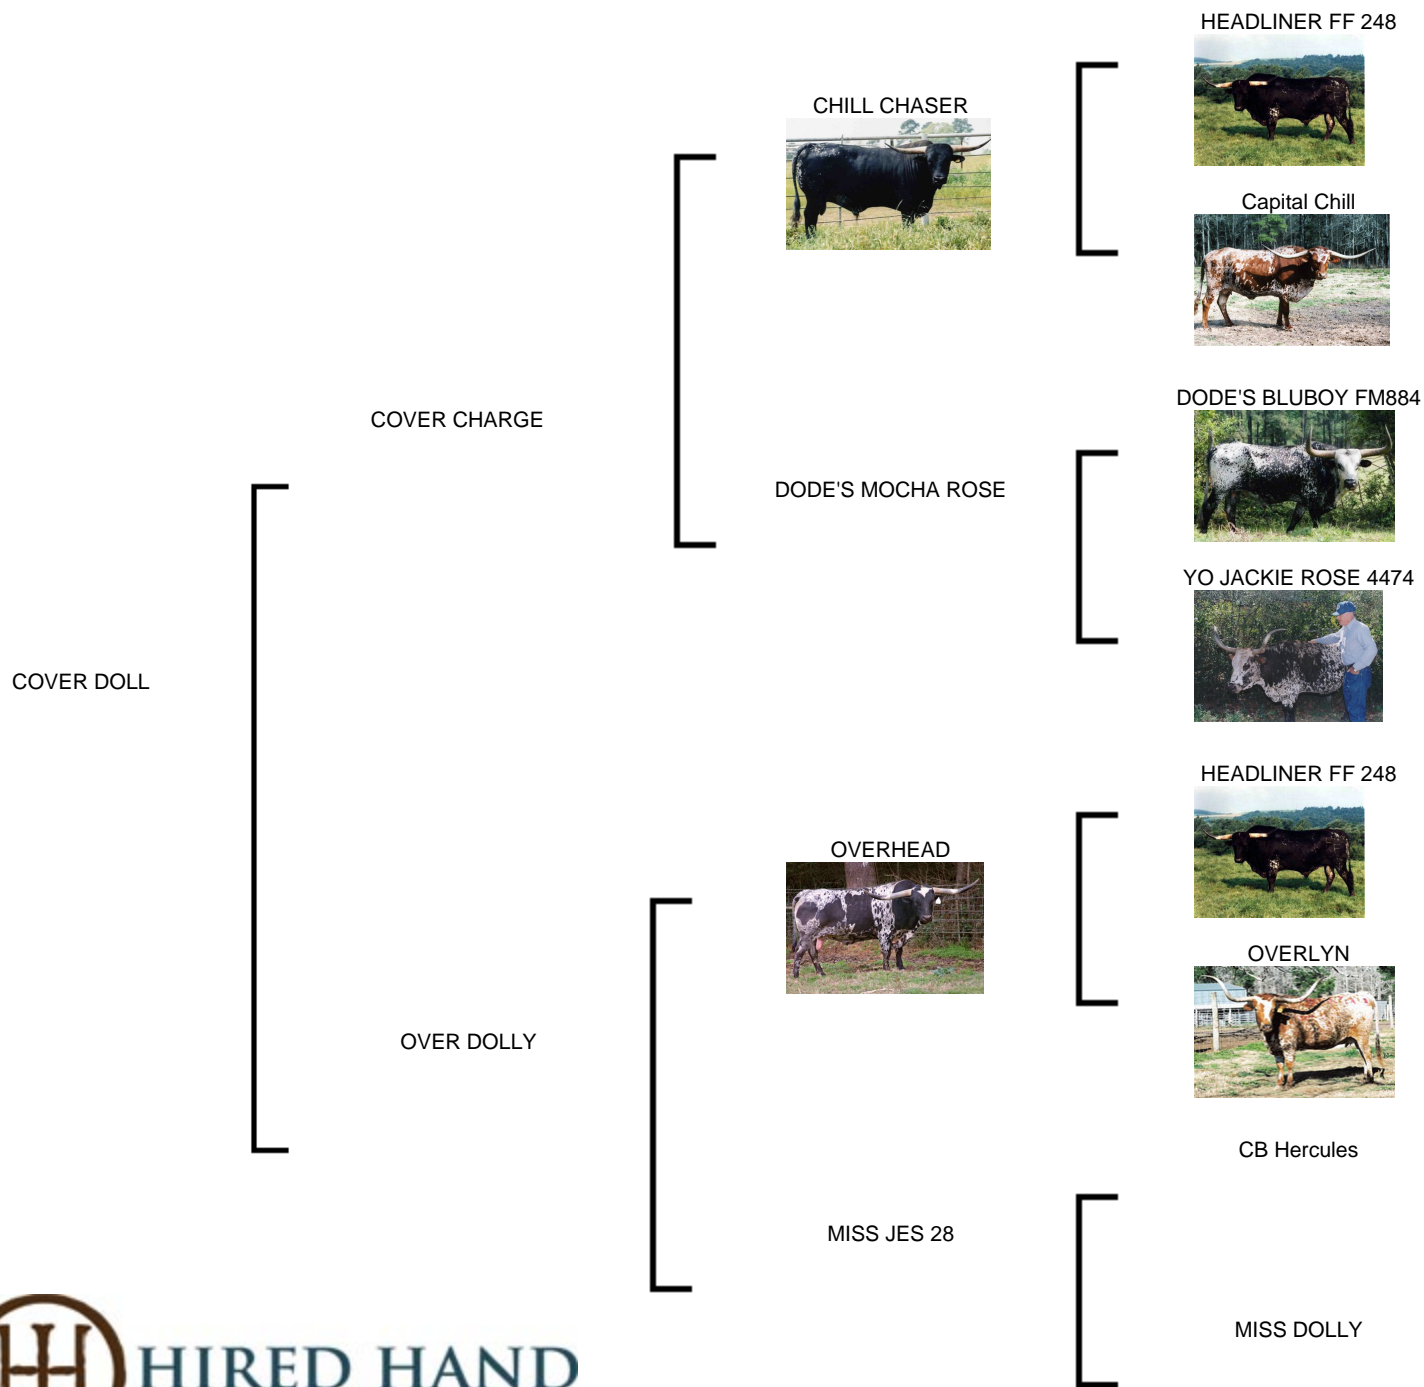 HEADLINER FF 248
CHILL CHASER
Capital Chill
DODE'S BLUBOY FM884
COVER CHARGE
DODE'S MOCHA ROSE
YO JACKIE ROSE 4474
COVER DOLL
HEADLINER FF 248
OVERHEAD
OVERLYN
OVER DOLLY
CB Hercules
MISS JES 28
MISS DOLLY
HIRED HAND